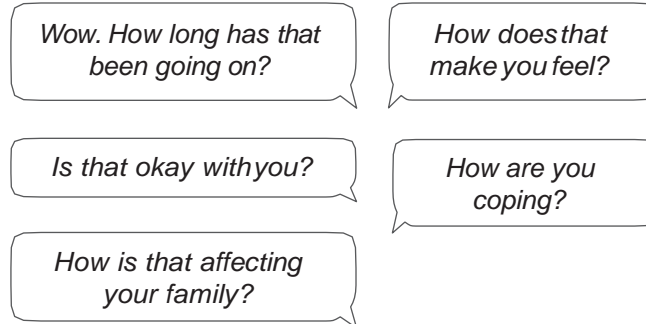 Wow. How long has that
been going on?
How does that
make you feel?
Is that okay with you?
How are you
coping?
How is that affecting
your family?